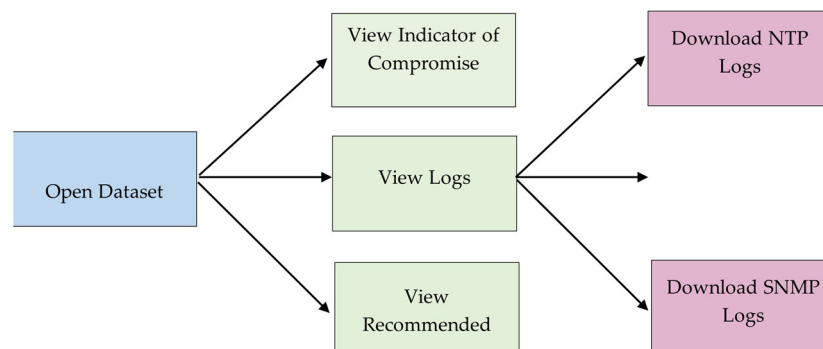 View Indicator of
Compromise
Download NTP
Logs
Open Dataset
View Logs
View
Recommended
Download SNMP
Logs